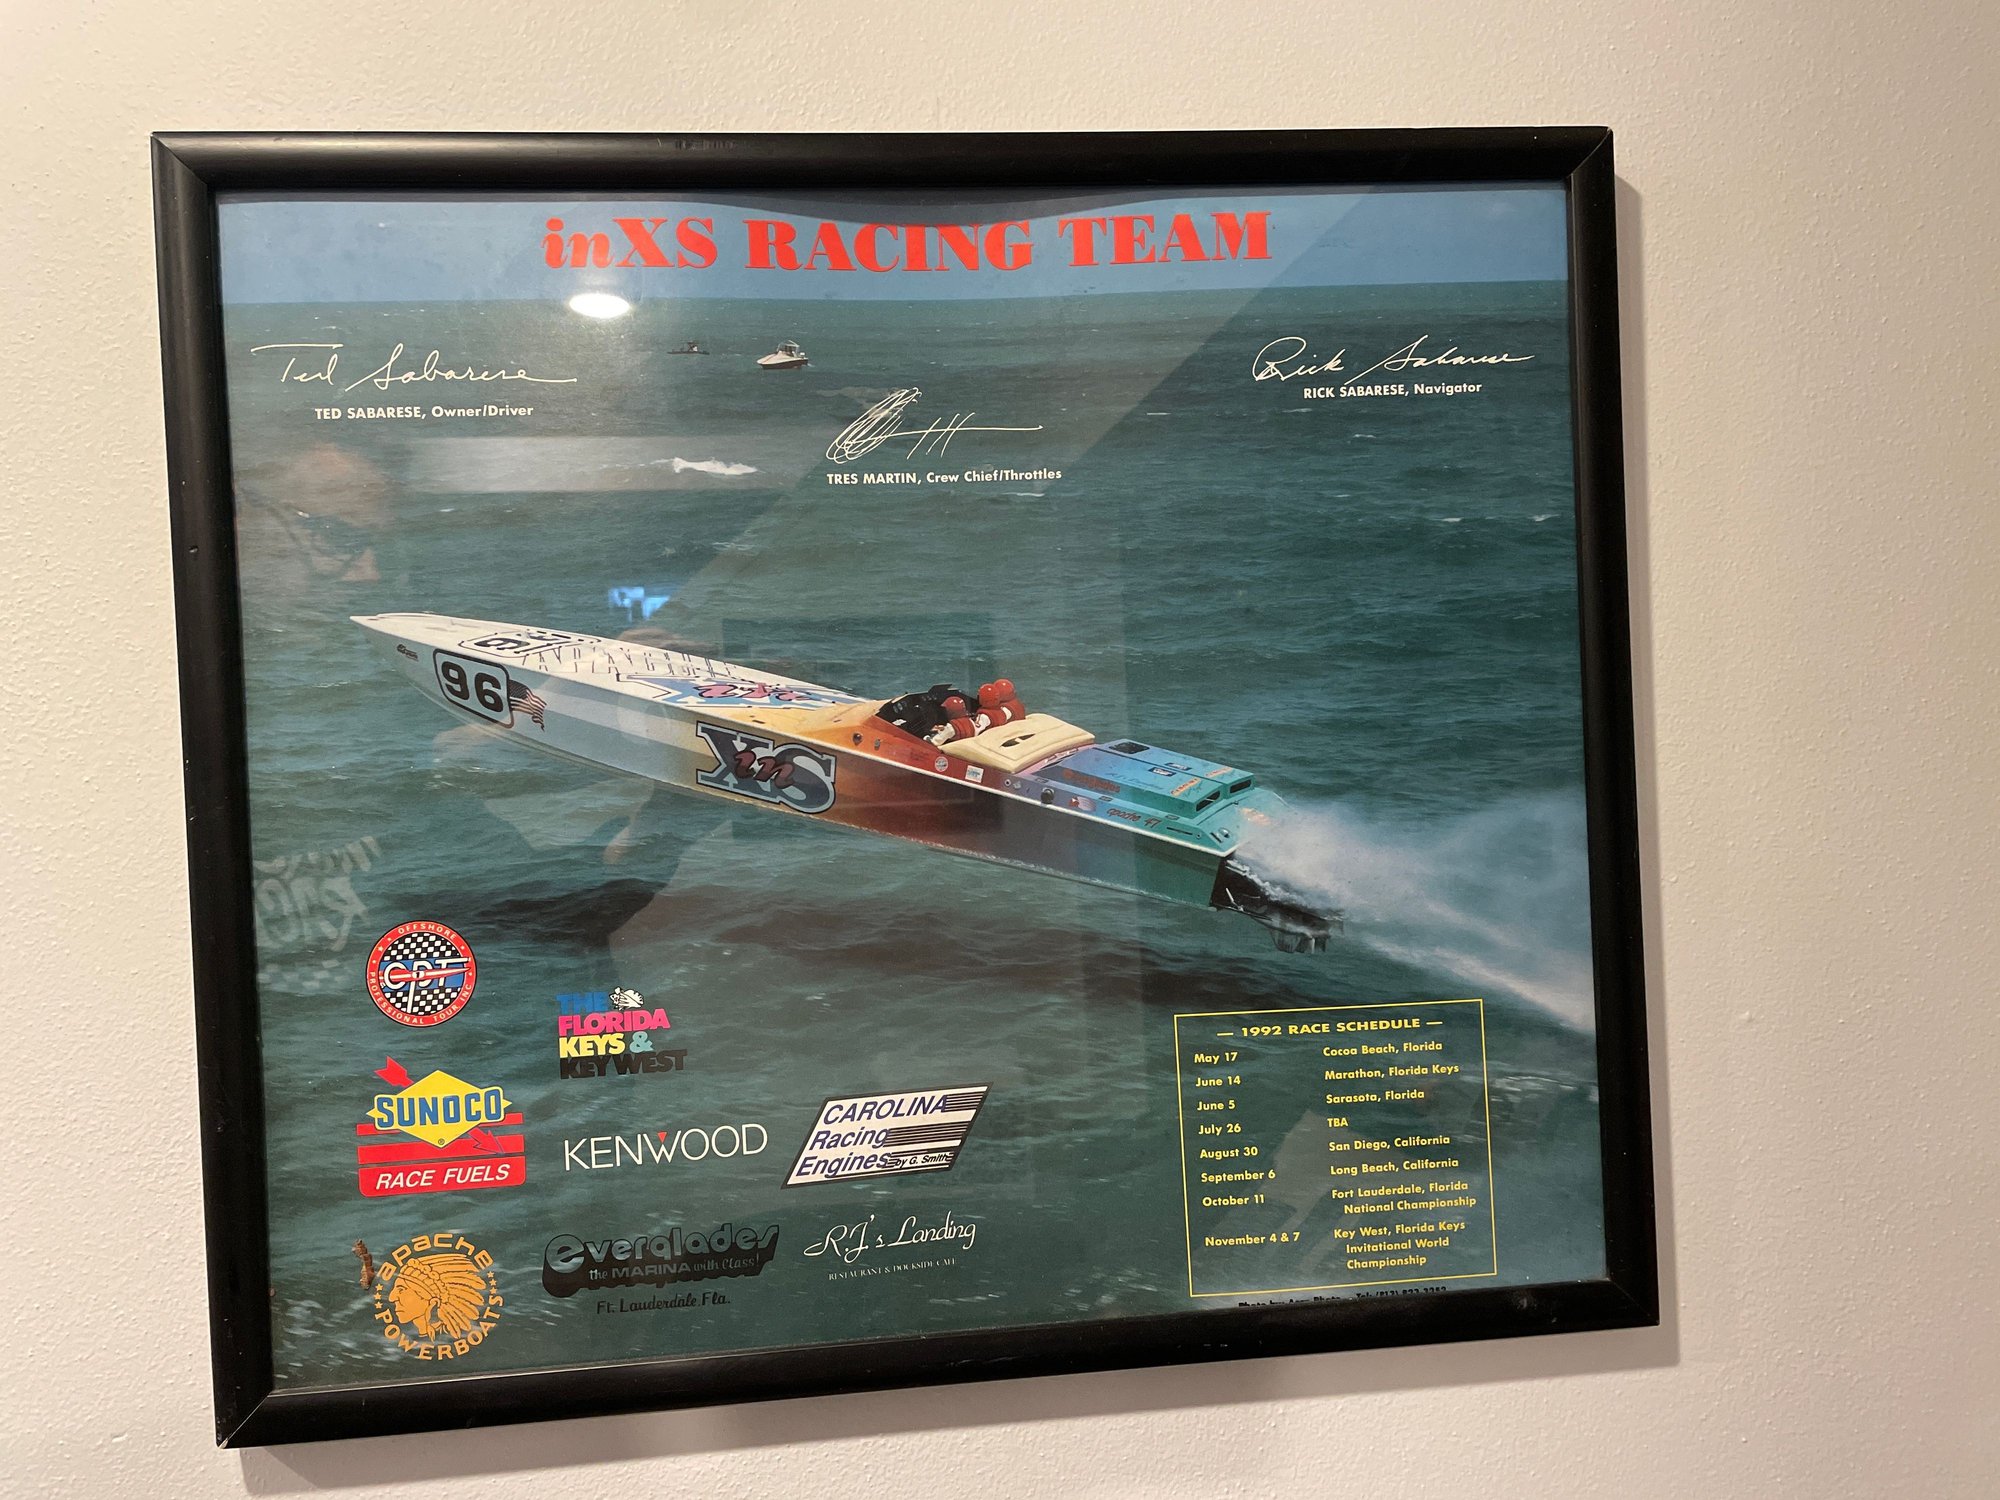 inXS RACING TEAM
Ted Sabarese
TED SABARESE, Owner/Driver
Rick Sabarese
RICK SABARESE, Navigator
TRES MARTIN, Crew Chief/Throttles
96
inXS
apache 41
OFFSHORE
OPT
PROFESSIONAL TOUR INC.
THE
FLORIDA
KEYS &
KEY WEST
SUNOCO
RACE FUELS
KENWOOD
CAROLINA
Racing
Engines by G. Smith
apache
POWERBOATS
everglades
the MARINA with Class!
Ft. Lauderdale, Fla.
R.J.'s Landing
RESTAURANT & DOCKSIDE CAFE
— 1992 RACE SCHEDULE —
May 17 Cocoa Beach, Florida
June 14 Marathon, Florida Keys
June 5 Sarasota, Florida
July 26 TBA
August 30 San Diego, California
September 6 Long Beach, California
October 11 Fort Lauderdale, Florida
National Championship
November 4 & 7 Key West, Florida Keys
Invitational World
Championship